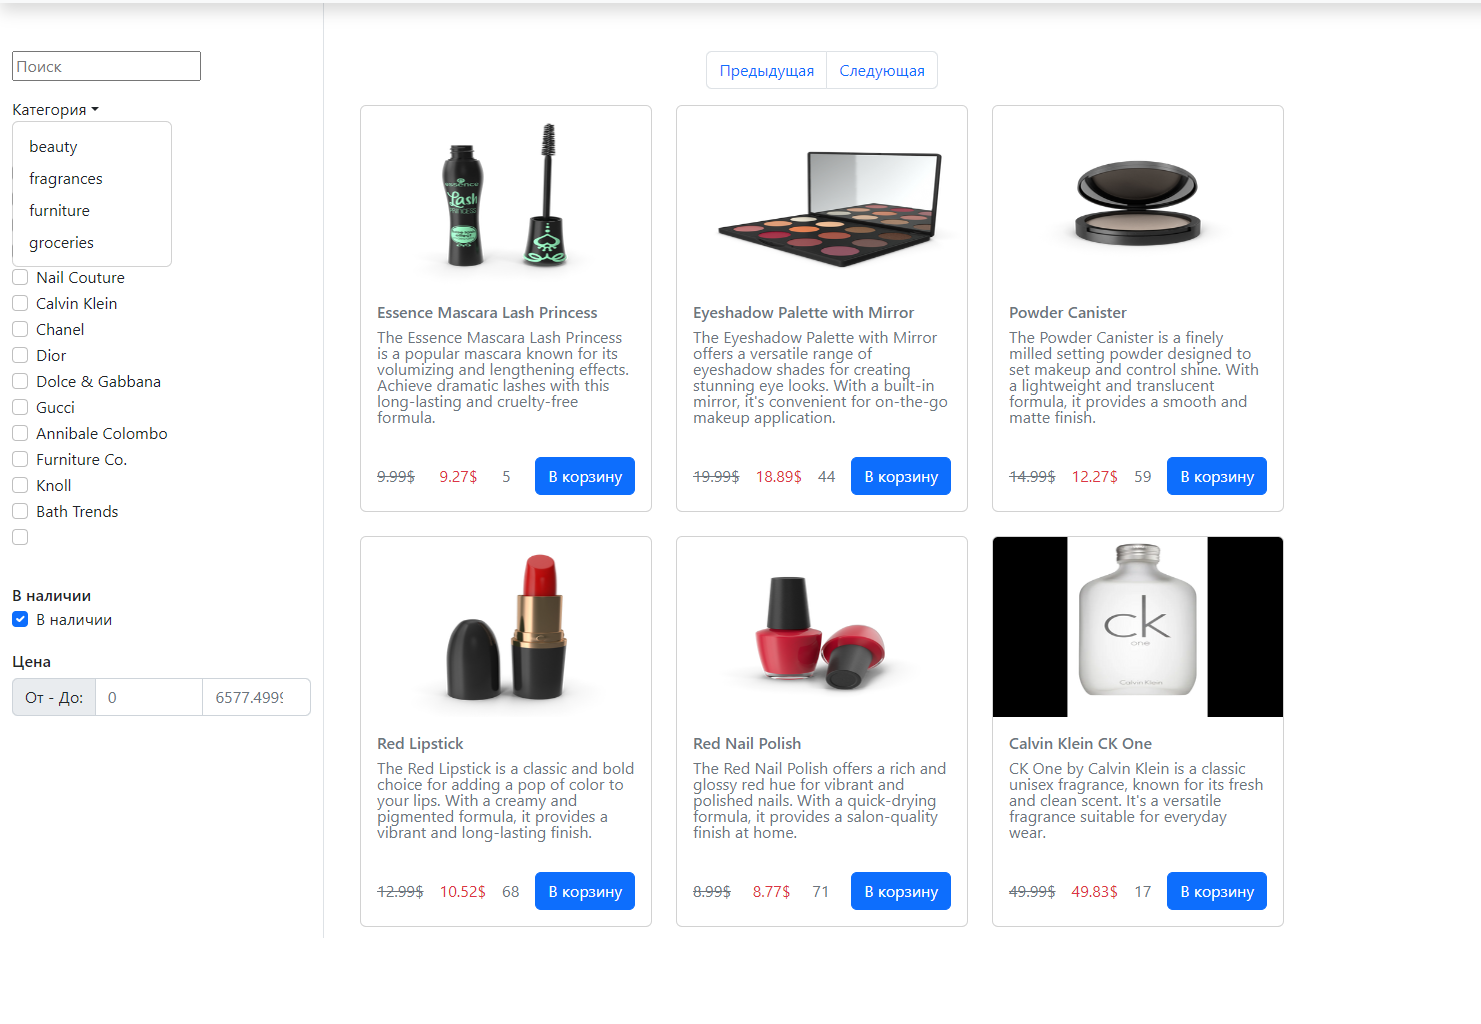 Поиск
Категория
beauty
fragrances
furniture
groceries
Nail Couture
Calvin Klein
Chanel
Dior
Dolce & Gabbana
Gucci
Annibale Colombo
Furniture Co.
Knoll
Bath Trends
В наличии
В наличии
Цена
От - До: 0 6577.499
Предыдущая Следующая
essence
Lash
PRINCESS
Essence Mascara Lash Princess
The Essence Mascara Lash Princess
is a popular mascara known for its
volumizing and lengthening effects.
Achieve dramatic lashes with this
long-lasting and cruelty-free
formula.
9.99$ 9.27$ 5 В корзину
Eyeshadow Palette with Mirror
The Eyeshadow Palette with Mirror
offers a versatile range of
eyeshadow shades for creating
stunning eye looks. With a built-in
mirror, it's convenient for on-the-go
makeup application.
19.99$ 18.89$ 44 В корзину
Powder Canister
The Powder Canister is a finely
milled setting powder designed to
set makeup and control shine. With
a lightweight and translucent
formula, it provides a smooth and
matte finish.
14.99$ 12.27$ 59 В корзину
Red Lipstick
The Red Lipstick is a classic and bold
choice for adding a pop of color to
your lips. With a creamy and
pigmented formula, it provides a
vibrant and long-lasting finish.
12.99$ 10.52$ 68 В корзину
Red Nail Polish
The Red Nail Polish offers a rich and
glossy red hue for vibrant and
polished nails. With a quick-drying
formula, it provides a salon-quality
finish at home.
8.99$ 8.77$ 71 В корзину
ck
one
Calvin Klein
Calvin Klein CK One
CK One by Calvin Klein is a classic
unisex fragrance, known for its fresh
and clean scent. It's a versatile
fragrance suitable for everyday
wear.
49.99$ 49.83$ 17 В корзину